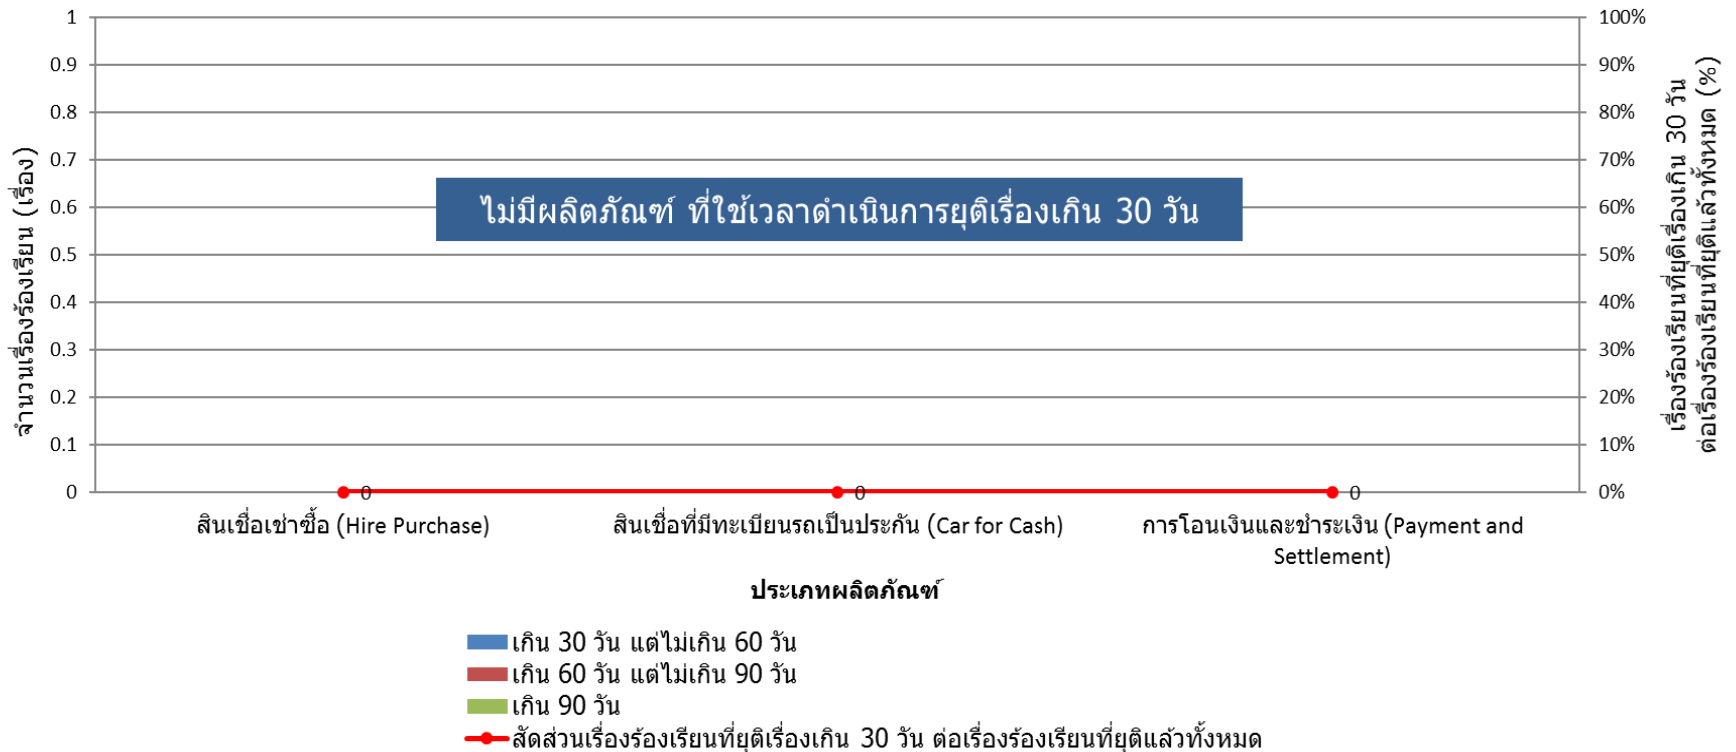 1
0.9
0.8
0.7
0.6
0.5
0.4
0.3
0.2
0.1
0
จำนวนเรื่องร้องเรียน (เรื่อง)
100%
90%
80%
70%
60%
50%
40%
30%
20%
10%
0%
เรื่องร้องเรียนที่ยุติเรื่องเกิน 30 วัน
ต่อเรื่องร้องเรียนที่ยุติแล้วทั้งหมด (%)
ไม่มีผลิตภัณฑ์ ที่ใช้เวลาดำเนินการยุติเรื่องเกิน 30 วัน
0
0
0
สินเชื่อเช่าซื้อ (Hire Purchase)
สินเชื่อที่มีทะเบียนรถเป็นประกัน (Car for Cash)
การโอนเงินและชำระเงิน (Payment and
Settlement)
ประเภทผลิตภัณฑ์
เกิน 30 วัน แต่ไม่เกิน 60 วัน
เกิน 60 วัน แต่ไม่เกิน 90 วัน
เกิน 90 วัน
สัดส่วนเรื่องร้องเรียนที่ยุติเรื่องเกิน 30 วัน ต่อเรื่องร้องเรียนที่ยุติแล้วทั้งหมด